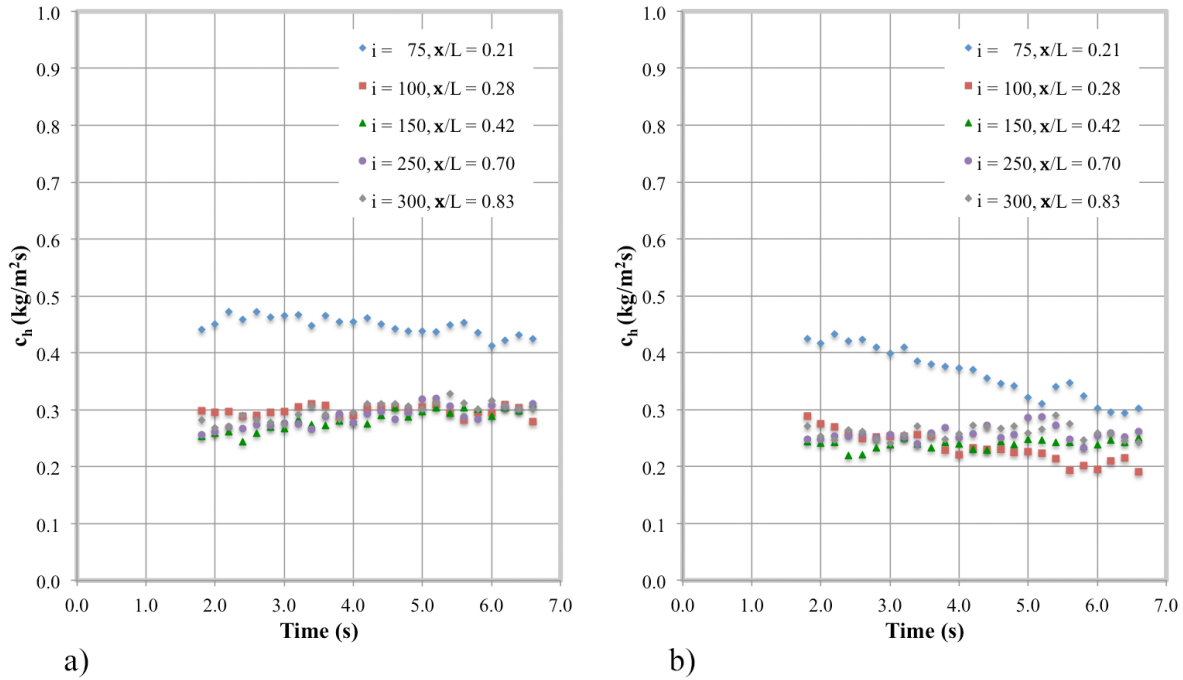 1.0
0.9
0.8
0.7
0.6
0.5
0.4
0.3
0.2
0.1
0.0
0.0 1.0 2.0 3.0 4.0 5.0 6.0 7.0
cₕ (kg/m²s)
Time (s)
i = 75, x/L = 0.21
i = 100, x/L = 0.28
i = 150, x/L = 0.42
i = 250, x/L = 0.70
i = 300, x/L = 0.83
a)
1.0
0.9
0.8
0.7
0.6
0.5
0.4
0.3
0.2
0.1
0.0
0.0 1.0 2.0 3.0 4.0 5.0 6.0 7.0
cₕ (kg/m²s)
Time (s)
i = 75, x/L = 0.21
i = 100, x/L = 0.28
i = 150, x/L = 0.42
i = 250, x/L = 0.70
i = 300, x/L = 0.83
b)